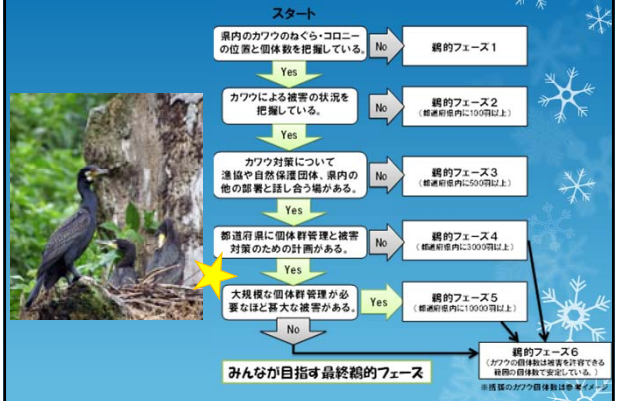 スタート
県内のカワウのねぐら・コロニー
の位置と個体数を把握している。
No
鵜的フェーズ1
Yes
カワウによる被害の状況を
把握している。
No
鵜的フェーズ2
(都道府県内に100羽以上)
Yes
カワウ対策について
漁協や自然保護団体、県内の
他の部署と話し合う場がある。
No
鵜的フェーズ3
(都道府県内に500羽以上)
Yes
都道府県に個体群管理と被害
対策のための計画がある。
No
鵜的フェーズ4
(都道府県内に3000羽以上)
Yes
大規模な個体群管理が必
要なほど甚大な被害がある。
Yes
鵜的フェーズ5
(都道府県内に10000羽以上)
No
鵜的フェーズ6
(カワウの個体数は被害を許容できる
範囲の個体数で安定している。)
みんなが目指す最終鵜的フェーズ
※括弧のカワウ個体数は参考イメージ